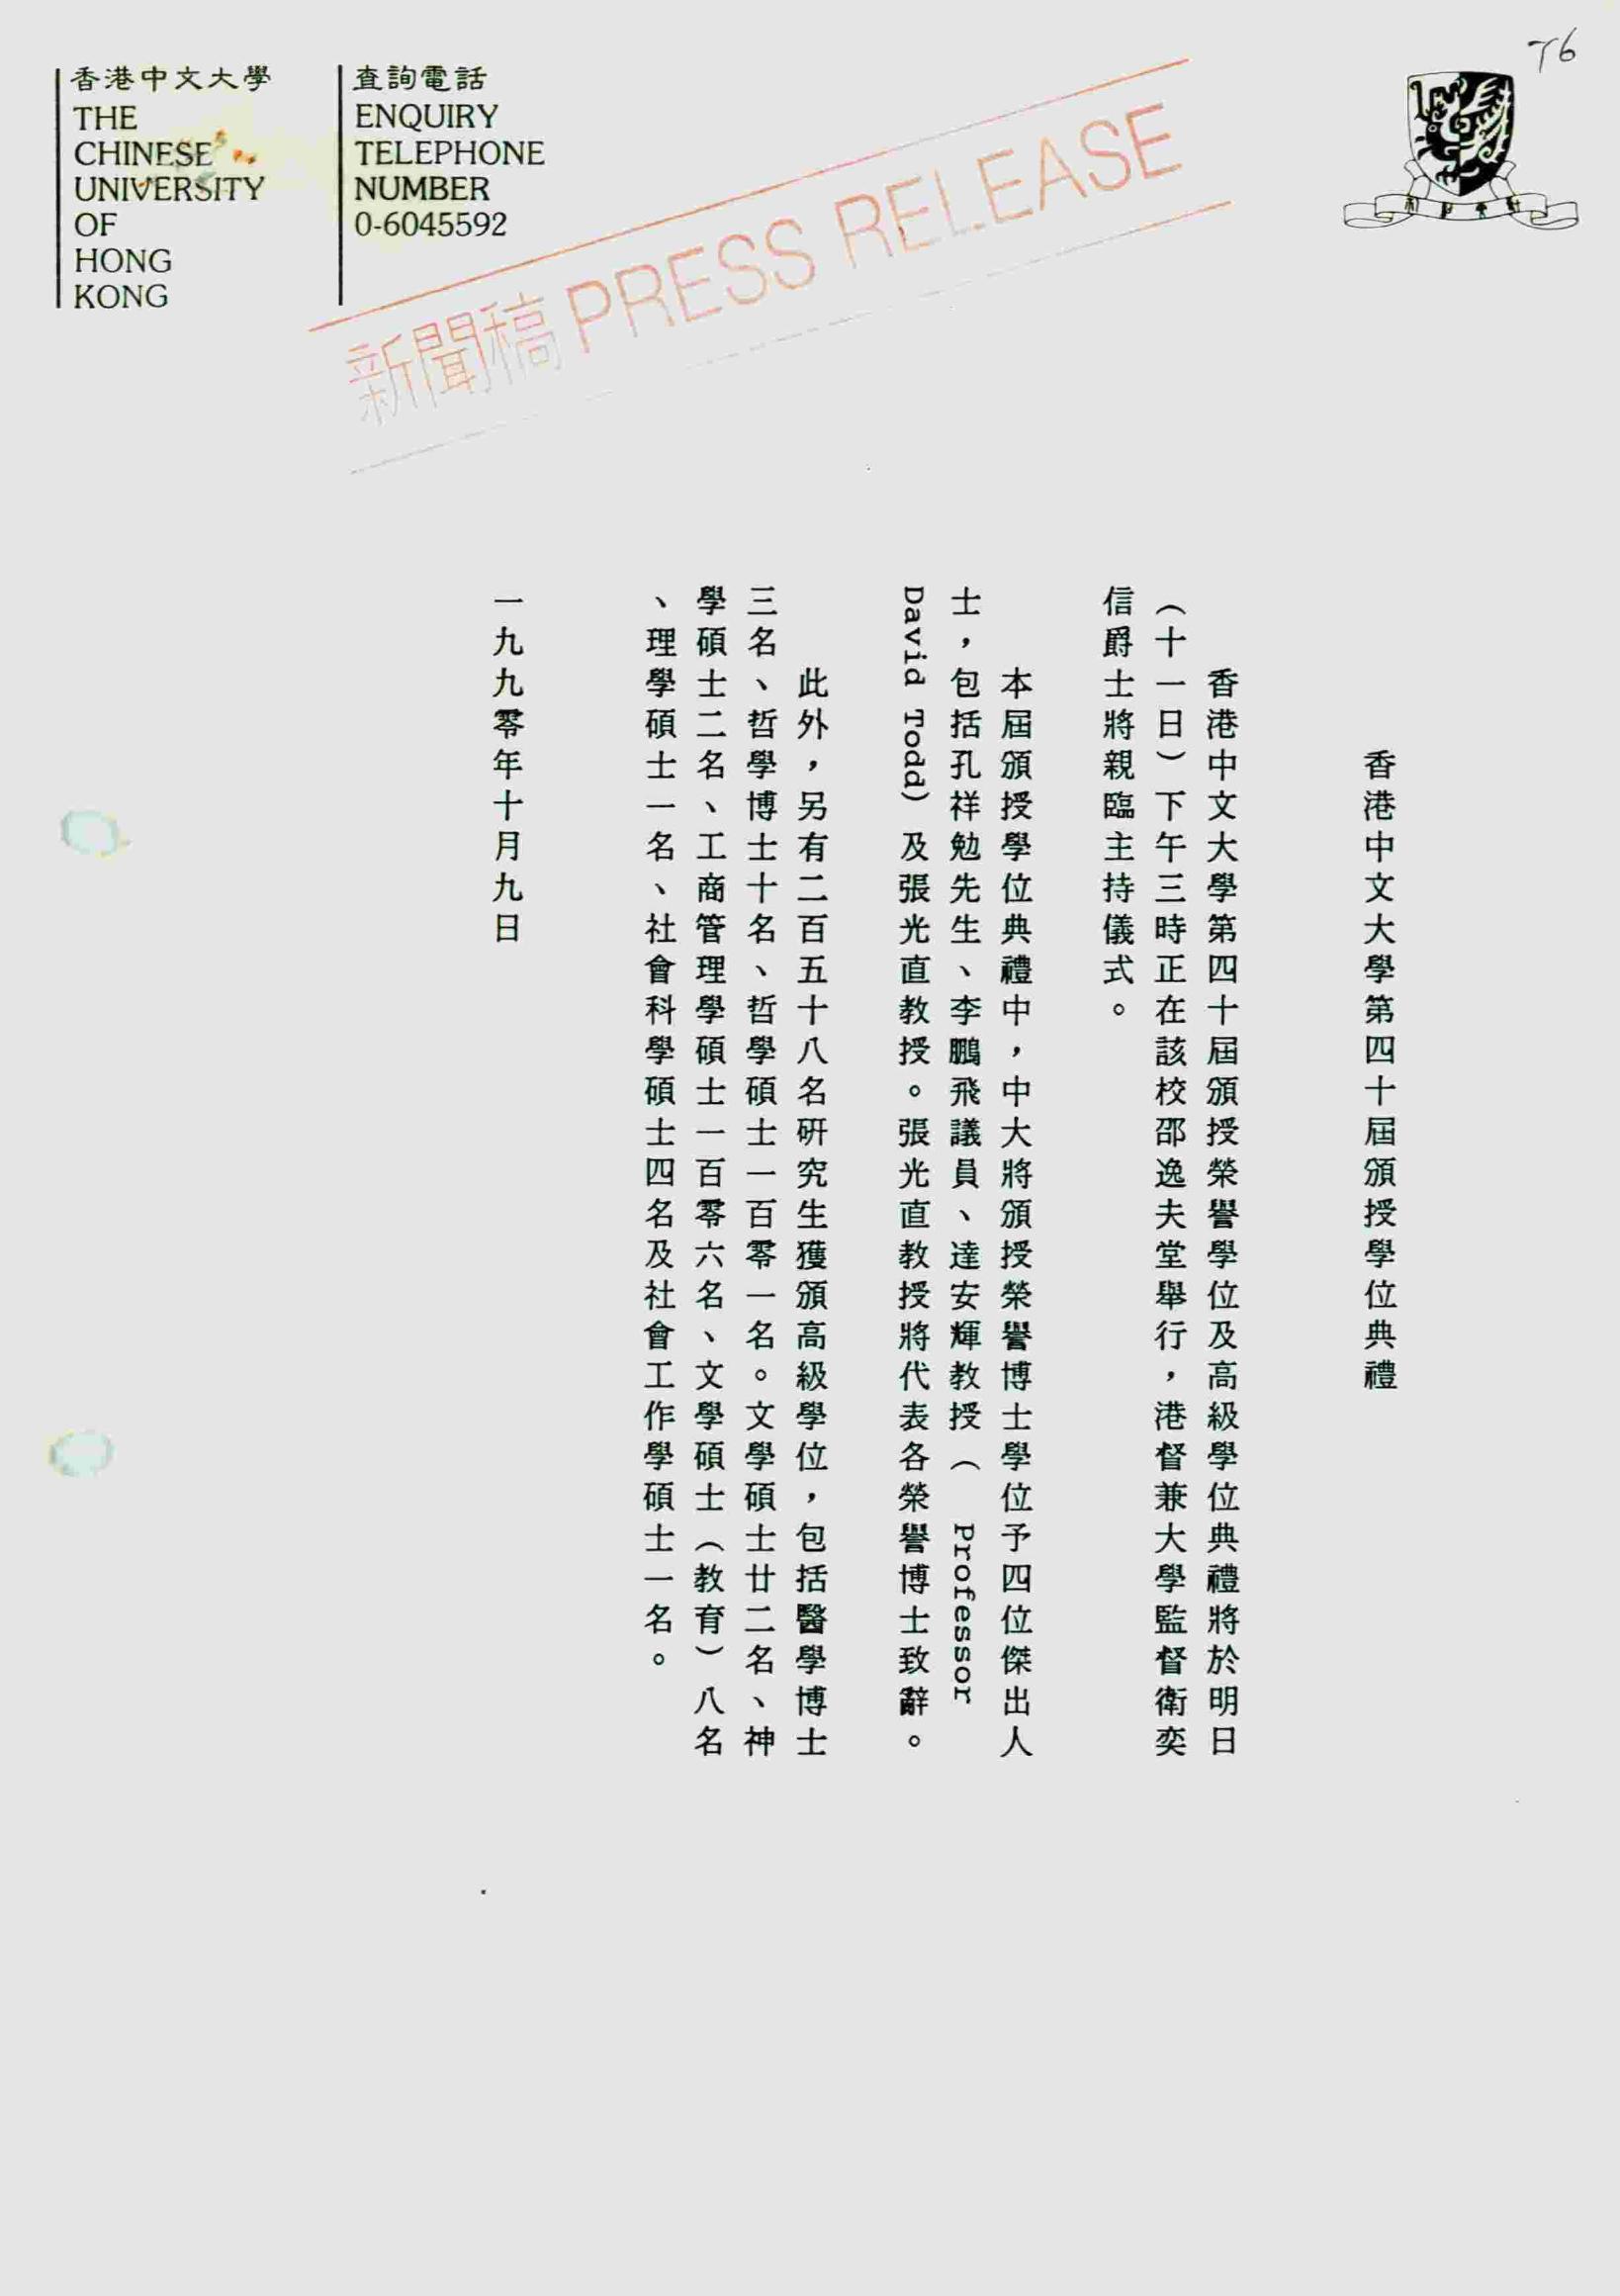 T6
香港中文大學
THE
CHINESE
UNIVERSITY
OF
HONG
KONG
查詢電話
ENQUIRY
TELEPHONE
NUMBER
0-6045592
新聞稿 PRESS RELEASE
香港中文大學第四十屆頒授學位典禮
香港中文大學第四十屆頒授榮譽學位及高級學位典禮將於明日
（十一日）下午三時正在該校邵逸夫堂舉行，港督兼大學監督衛奕
信爵士將親臨主持儀式。
本屆頒授學位典禮中，中大將頒授榮譽博士學位予四位傑出人
士，包括孔祥勉先生、李鵬飛議員、達安輝教授（ Professor
David Todd）及張光直教授。張光直教授將代表各榮譽博士致辭。
此外，另有二百五十八名研究生獲頒高級學位，包括醫學博士
三名、哲學博士十名、哲學碩士一百零一名。文學碩士廿二名、神
學碩士二名、工商管理學碩士一百零六名、文學碩士（教育）八名
、理學碩士一名、社會科學碩士四名及社會工作學碩士一名。
一九九零年十月九日